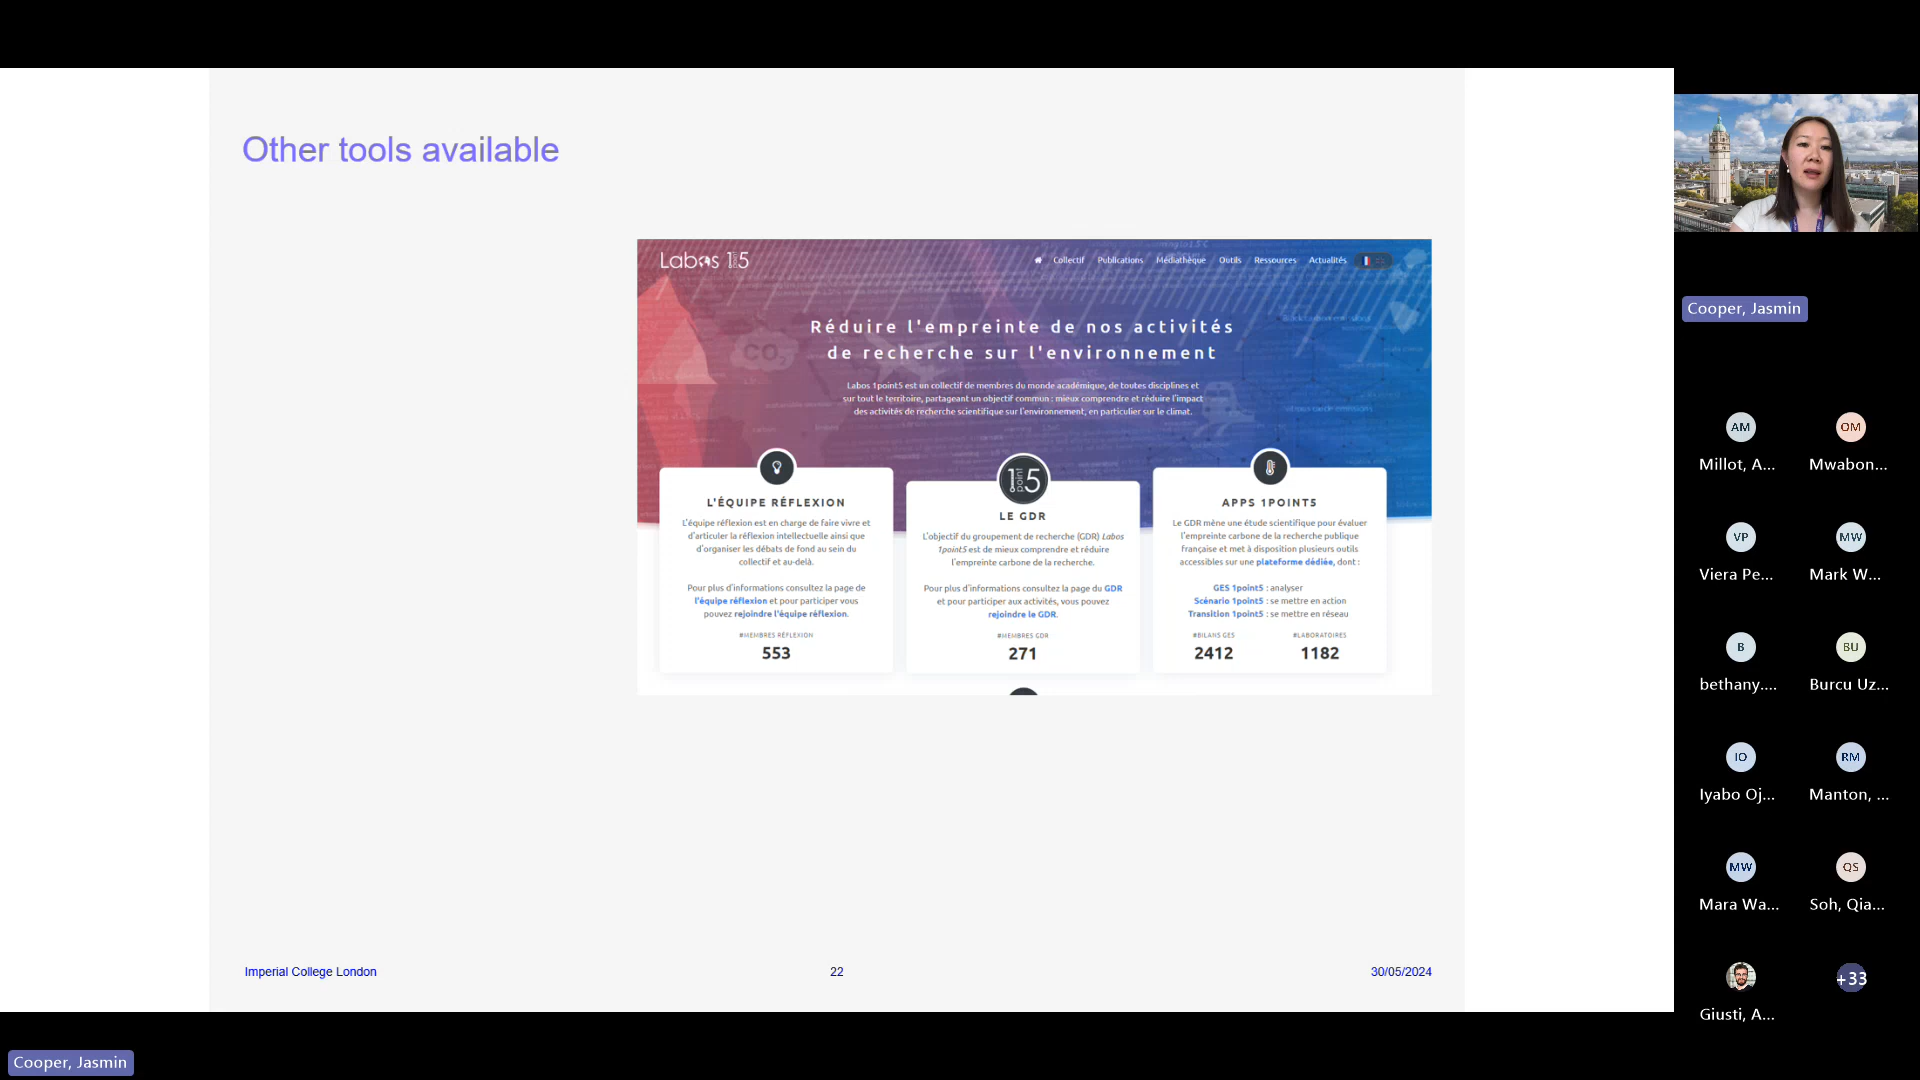 Other tools available
Labos 1point5
Collectif Publications Médiathèque Outils Ressources Actualités
Réduire l'empreinte de nos activités
de recherche sur l'environnement
CO2
Labos 1point5 est un collectif de membres du monde académique, de toutes disciplines et
sur tout le territoire, partageant un objectif commun : mieux comprendre et réduire l'impact
des activités de recherche scientifique sur l'environnement, en particulier sur le climat.
L'ÉQUIPE RÉFLEXION
L'équipe réflexion est en charge de faire vivre et
d'articuler la réflexion intellectuelle ainsi que
d'organiser les débats de fond au sein du
collectif et au-delà.
Pour plus d'informations consultez la page de
l'équipe réflexion et pour participer vous
pouvez rejoindre l'équipe réflexion.
#MEMBRES RÉFLEXION
553
1point5
LE GDR
L'objectif du groupement de recherche (GDR) Labos
1point5 est de mieux comprendre et réduire
l'empreinte carbone de la recherche.
Pour plus d'informations consultez la page du GDR
et pour participer aux activités, vous pouvez
rejoindre le GDR.
#MEMBRES GDR
271
APPS 1POINT5
Le GDR mène une étude scientifique pour évaluer
l'empreinte carbone de la recherche publique
française et met à disposition plusieurs outils
accessibles sur une plateforme dédiée, dont :
GES 1point5 : analyser
Scénario 1point5 : se mettre en action
Transition 1point5 : se mettre en réseau
#BILANS GES #LABORATOIRES
2412 1182
Imperial College London 22 30/05/2024
Cooper, Jasmin
AM OM
Millot, A... Mwabon...
VP MW
Viera Pe... Mark W...
B BU
bethany.... Burcu Uz...
IO RM
Iyabo Oj... Manton, ...
MW QS
Mara Wa... Soh, Qia...
+33
Giusti, A...
Cooper, Jasmin